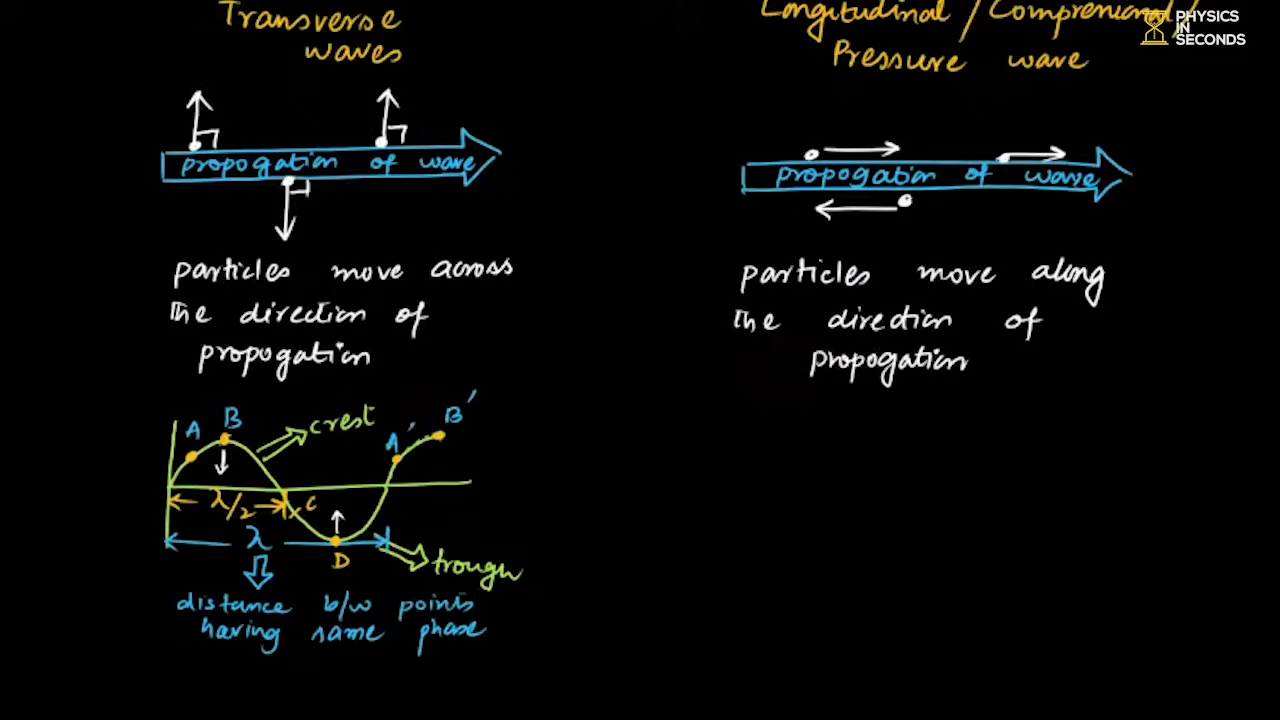 Transverse
waves
Longitudinal / Compressional /
Pressure wave
PHYSICS
IN
SECONDS
propogation of wave
particles move across
the direction of
propogation
propogation of wave
particles move along
the direction of
propogation
A
B
crest
A'
B'
λ/2
C
λ
D
trough
distance b/w points
having same phase